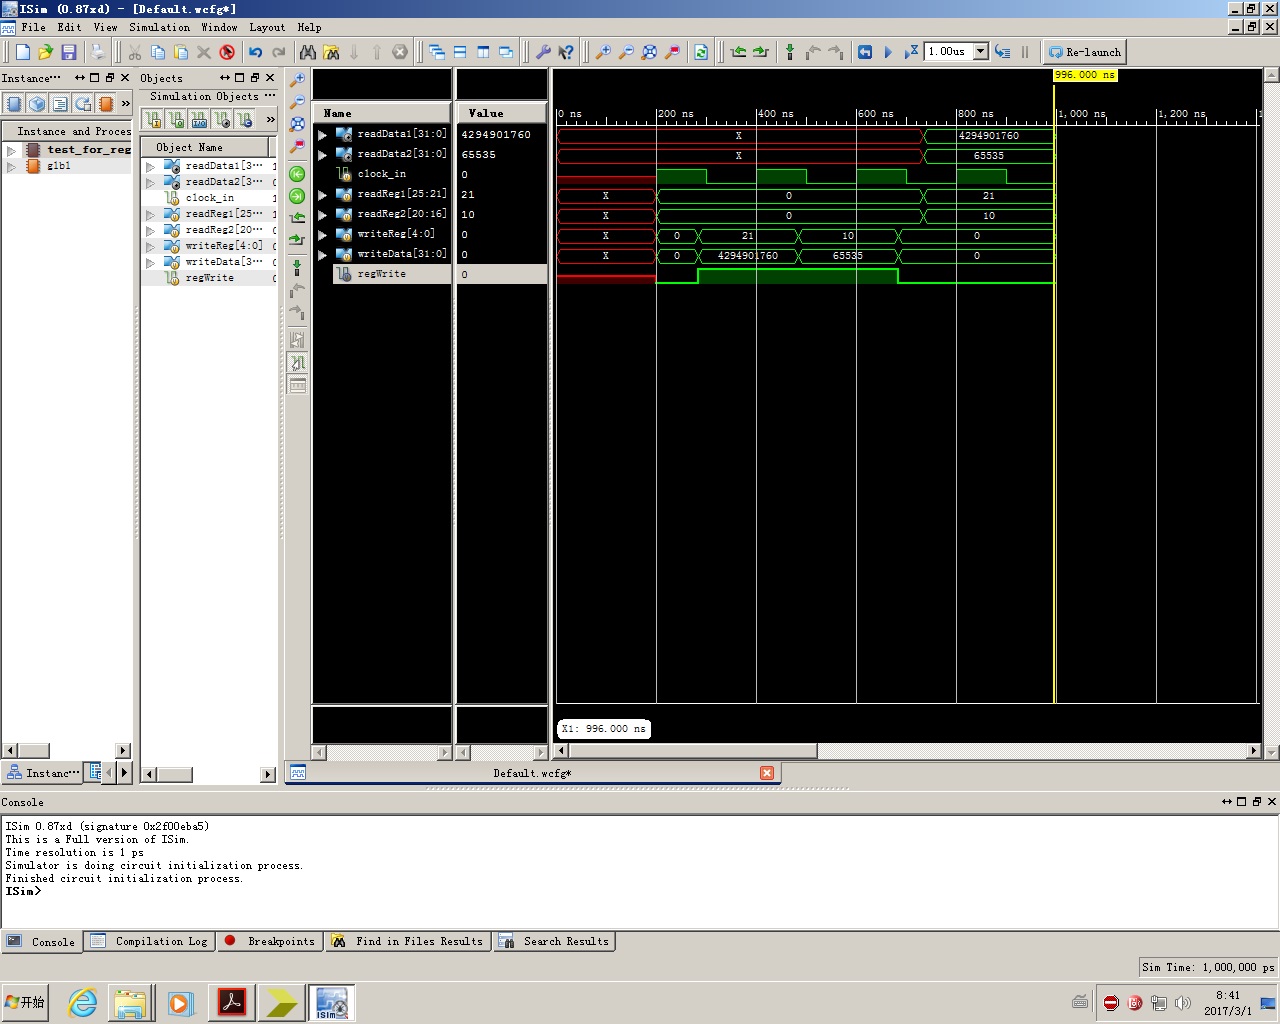 ISim (0.87xd) - [Default.wcfg*]
File Edit View Simulation Window Layout Help
1.00us
Re-launch
Instance···
Objects
Simulation Objects ···
Instance and Proces
test_for_reg
glbl
Object Name
readData1[3···
readData2[3···
clock_in
readReg1[25···
readReg2[20···
writeReg[4:0]
writeData[3···
regWrite
Name Value
readData1[31:0] 4294901760
readData2[31:0] 65535
clock_in 0
readReg1[25:21] 21
readReg2[20:16] 10
writeReg[4:0] 0
writeData[31:0] 0
regWrite 0
996.000 ns
0 ns 200 ns 400 ns 600 ns 800 ns 1,000 ns 1,200 ns
X 4294901760
X 65535
X 0 21
X 0 10
X 0 21 10 0
X 0 4294901760 65535 0
X1: 996.000 ns
Instanc···
Default.wcfg*
Console
ISim 0.87xd (signature 0x2f00eba5)
This is a Full version of ISim.
Time resolution is 1 ps
Simulator is doing circuit initialization process.
Finished circuit initialization process.
ISim>
Console Compilation Log Breakpoints Find in Files Results Search Results
Sim Time: 1,000,000 ps
开始
ISim
8:41
2017/3/1